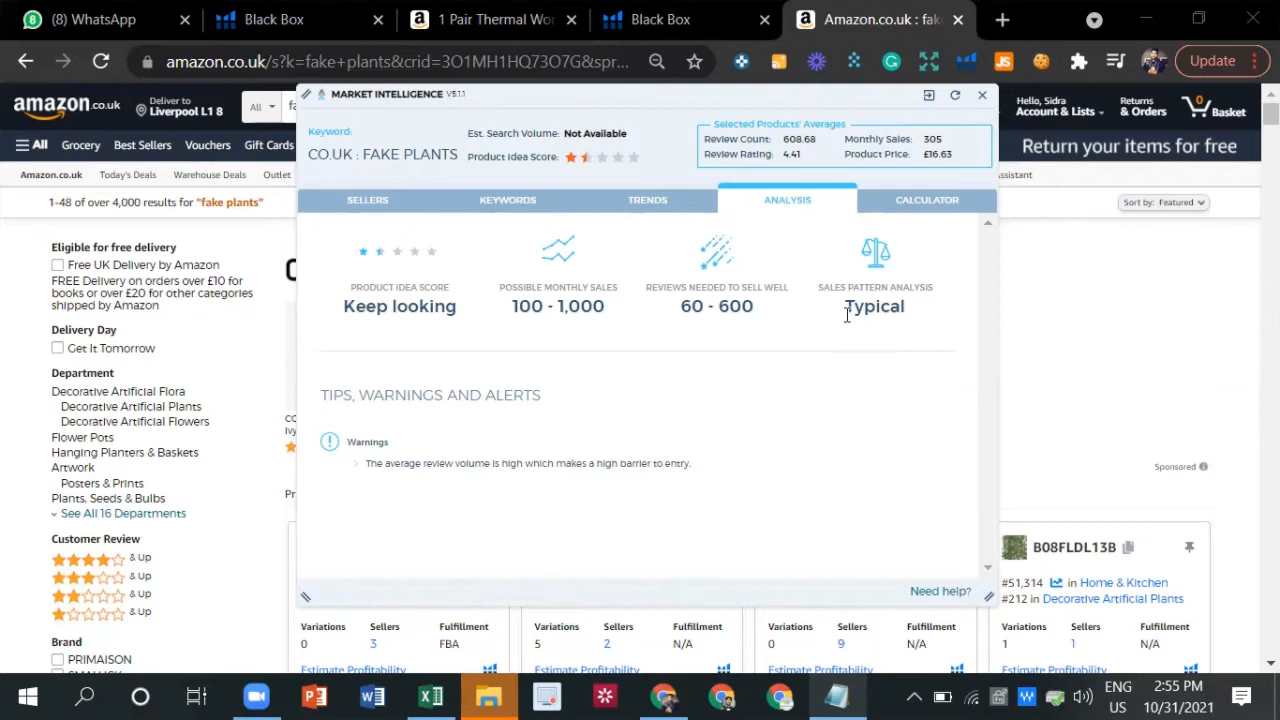 8 WhatsApp
Black Box
1 Pair Thermal Wor
Black Box
Amazon.co.uk : fak
amazon.co.uk/s?k=fake+plants&crid=3O1MH1HQ73O7G&spr...
Update
amazon.co.uk
Deliver to
Liverpool L1 8
All
fa
Hello, Sidra
Account & Lists
Returns
& Orders
0
Basket
All Grocery Best Sellers Vouchers Gift Cards
Return your items for free
Amazon.co.uk Today's Deals Warehouse Deals Outlet
Assistant
1-48 of over 4,000 results for "fake plants"
Sort by: Featured
MARKET INTELLIGENCE V5.1.1
Keyword:
CO.UK : FAKE PLANTS
Est. Search Volume: Not Available
Product Idea Score:
Selected Products' Averages
Review Count: 608.68 Monthly Sales: 305
Review Rating: 4.41 Product Price: £16.63
SELLERS KEYWORDS TRENDS ANALYSIS CALCULATOR
PRODUCT IDEA SCORE
Keep looking
POSSIBLE MONTHLY SALES
100 - 1,000
REVIEWS NEEDED TO SELL WELL
60 - 600
SALES PATTERN ANALYSIS
Typical
TIPS, WARNINGS AND ALERTS
Warnings
The average review volume is high which makes a high barrier to entry.
Need help?
Eligible for free delivery
Free UK Delivery by Amazon
FREE Delivery on orders over £10 for
books or over £20 for other categories
shipped by Amazon
Delivery Day
Get It Tomorrow
Department
Decorative Artificial Flora
Decorative Artificial Plants
Decorative Artificial Flowers
Flower Pots
Hanging Planters & Baskets
Artwork
Posters & Prints
Plants, Seeds & Bulbs
See All 16 Departments
Customer Review
& Up
& Up
& Up
& Up
Brand
PRIMAISON
Sponsored
B08FLDL13B
#51,314 in Home & Kitchen
#212 in Decorative Artificial Plants
Variations Sellers Fulfillment
0 3 FBA
Estimate Profitability
Variations Sellers Fulfillment
5 2 N/A
Estimate Profitability
Variations Sellers Fulfillment
0 9 N/A
Estimate Profitability
Variations Sellers Fulfillment
1 1 N/A
Estimate Profitability
ENG
US
2:55 PM
10/31/2021